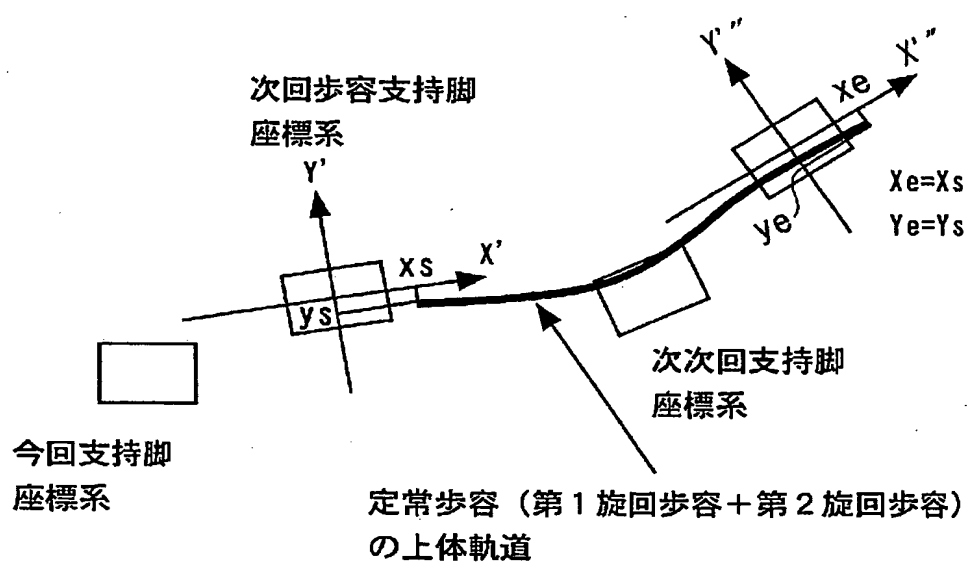 次回歩容支持脚
座標系
Y'
X'
xs
ys
Y'"
X'"
xe
ye
Xe=Xs
Ye=Ys
次次回支持脚
座標系
今回支持脚
座標系
定常歩容（第1旋回歩容＋第2旋回歩容）
の上体軌道